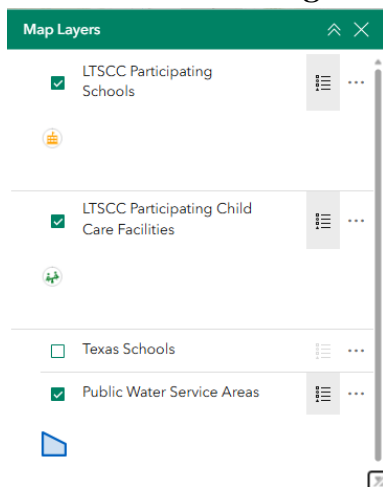 Map Layers
LTSCC Participating
Schools
LTSCC Participating Child
Care Facilities
Texas Schools
Public Water Service Areas